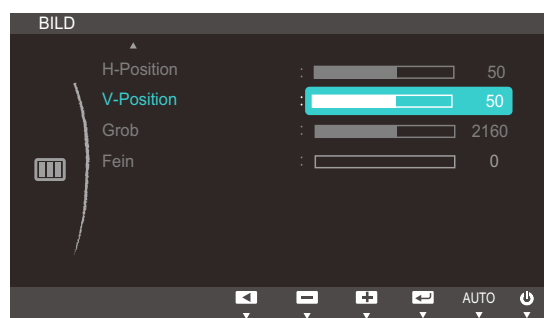 BILD
H-Position : 50
V-Position : 50
Grob : 2160
Fein : 0
AUTO